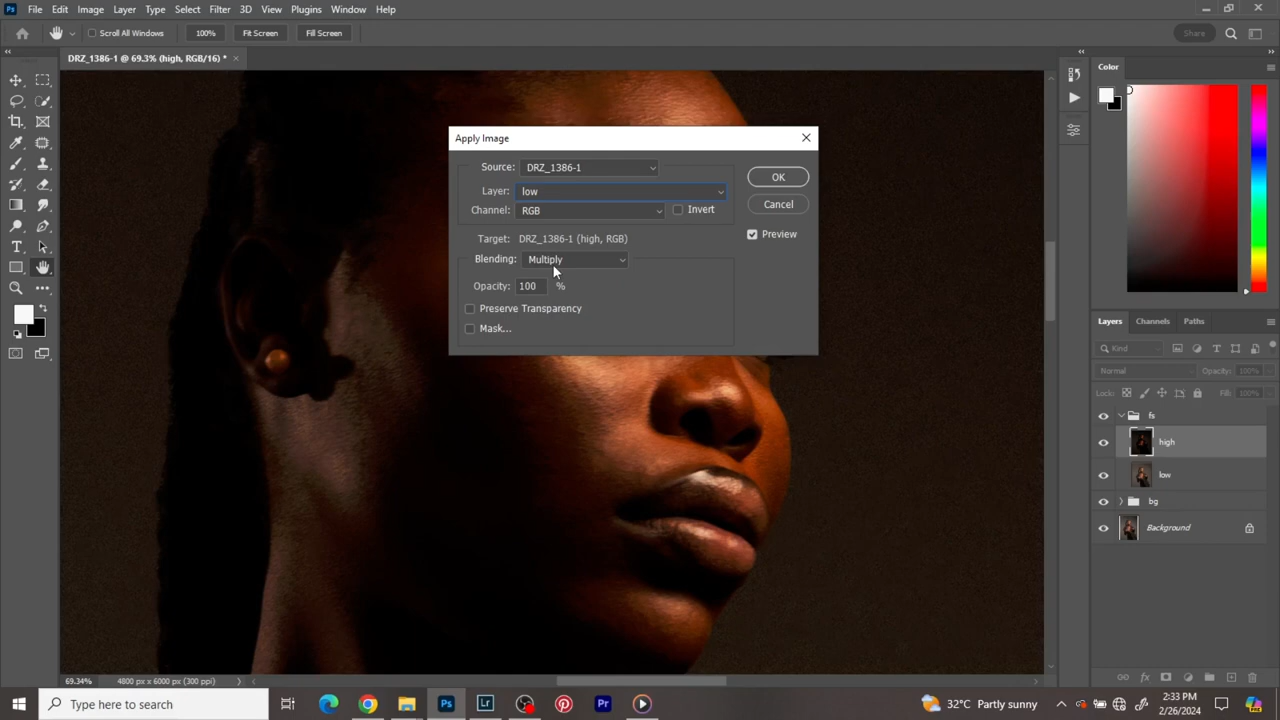 Ps File Edit Image Layer Type Select Filter 3D View Plugins Window Help
Scroll All Windows 100% Fit Screen Fill Screen Share
DRZ_1386-1 @ 69.3% (high, RGB/16) * ×
Color
Apply Image
Source: DRZ_1386-1
OK
Layer: low
Cancel
Channel: RGB Invert
Preview
Target: DRZ_1386-1 (high, RGB)
Blending: Multiply
Opacity: 100 %
Preserve Transparency
Mask...
Layers Channels Paths
Kind
Normal Opacity: 100%
Lock: Fill: 100%
fs
high
low
bg
Background
69.34% 4800 px x 6000 px (300 ppi)
Type here to search
Ps Lr Pr
32°C Partly sunny
2:33 PM
2/26/2024